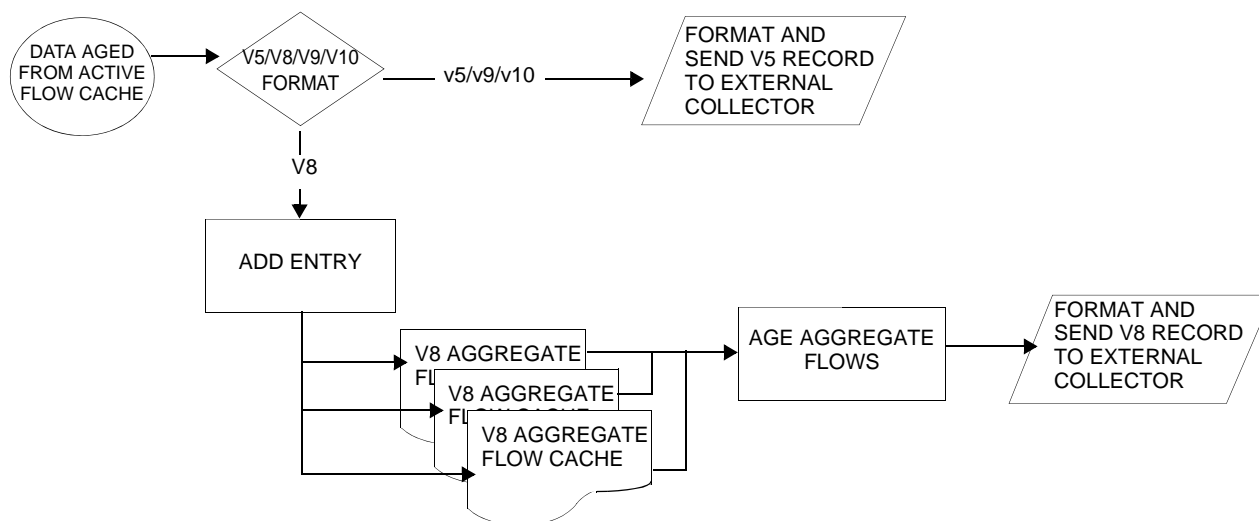 DATA AGED
FROM ACTIVE
FLOW CACHE
V5/V8/V9/V10
FORMAT
v5/v9/v10
FORMAT AND
SEND V5 RECORD
TO EXTERNAL
COLLECTOR
V8
ADD ENTRY
V8 AGGREGATE
V8 AGGREGATE
V8 AGGREGATE
FLOW CACHE
AGE AGGREGATE
FLOWS
FORMAT AND
SEND V8 RECORD
TO EXTERNAL
COLLECTOR